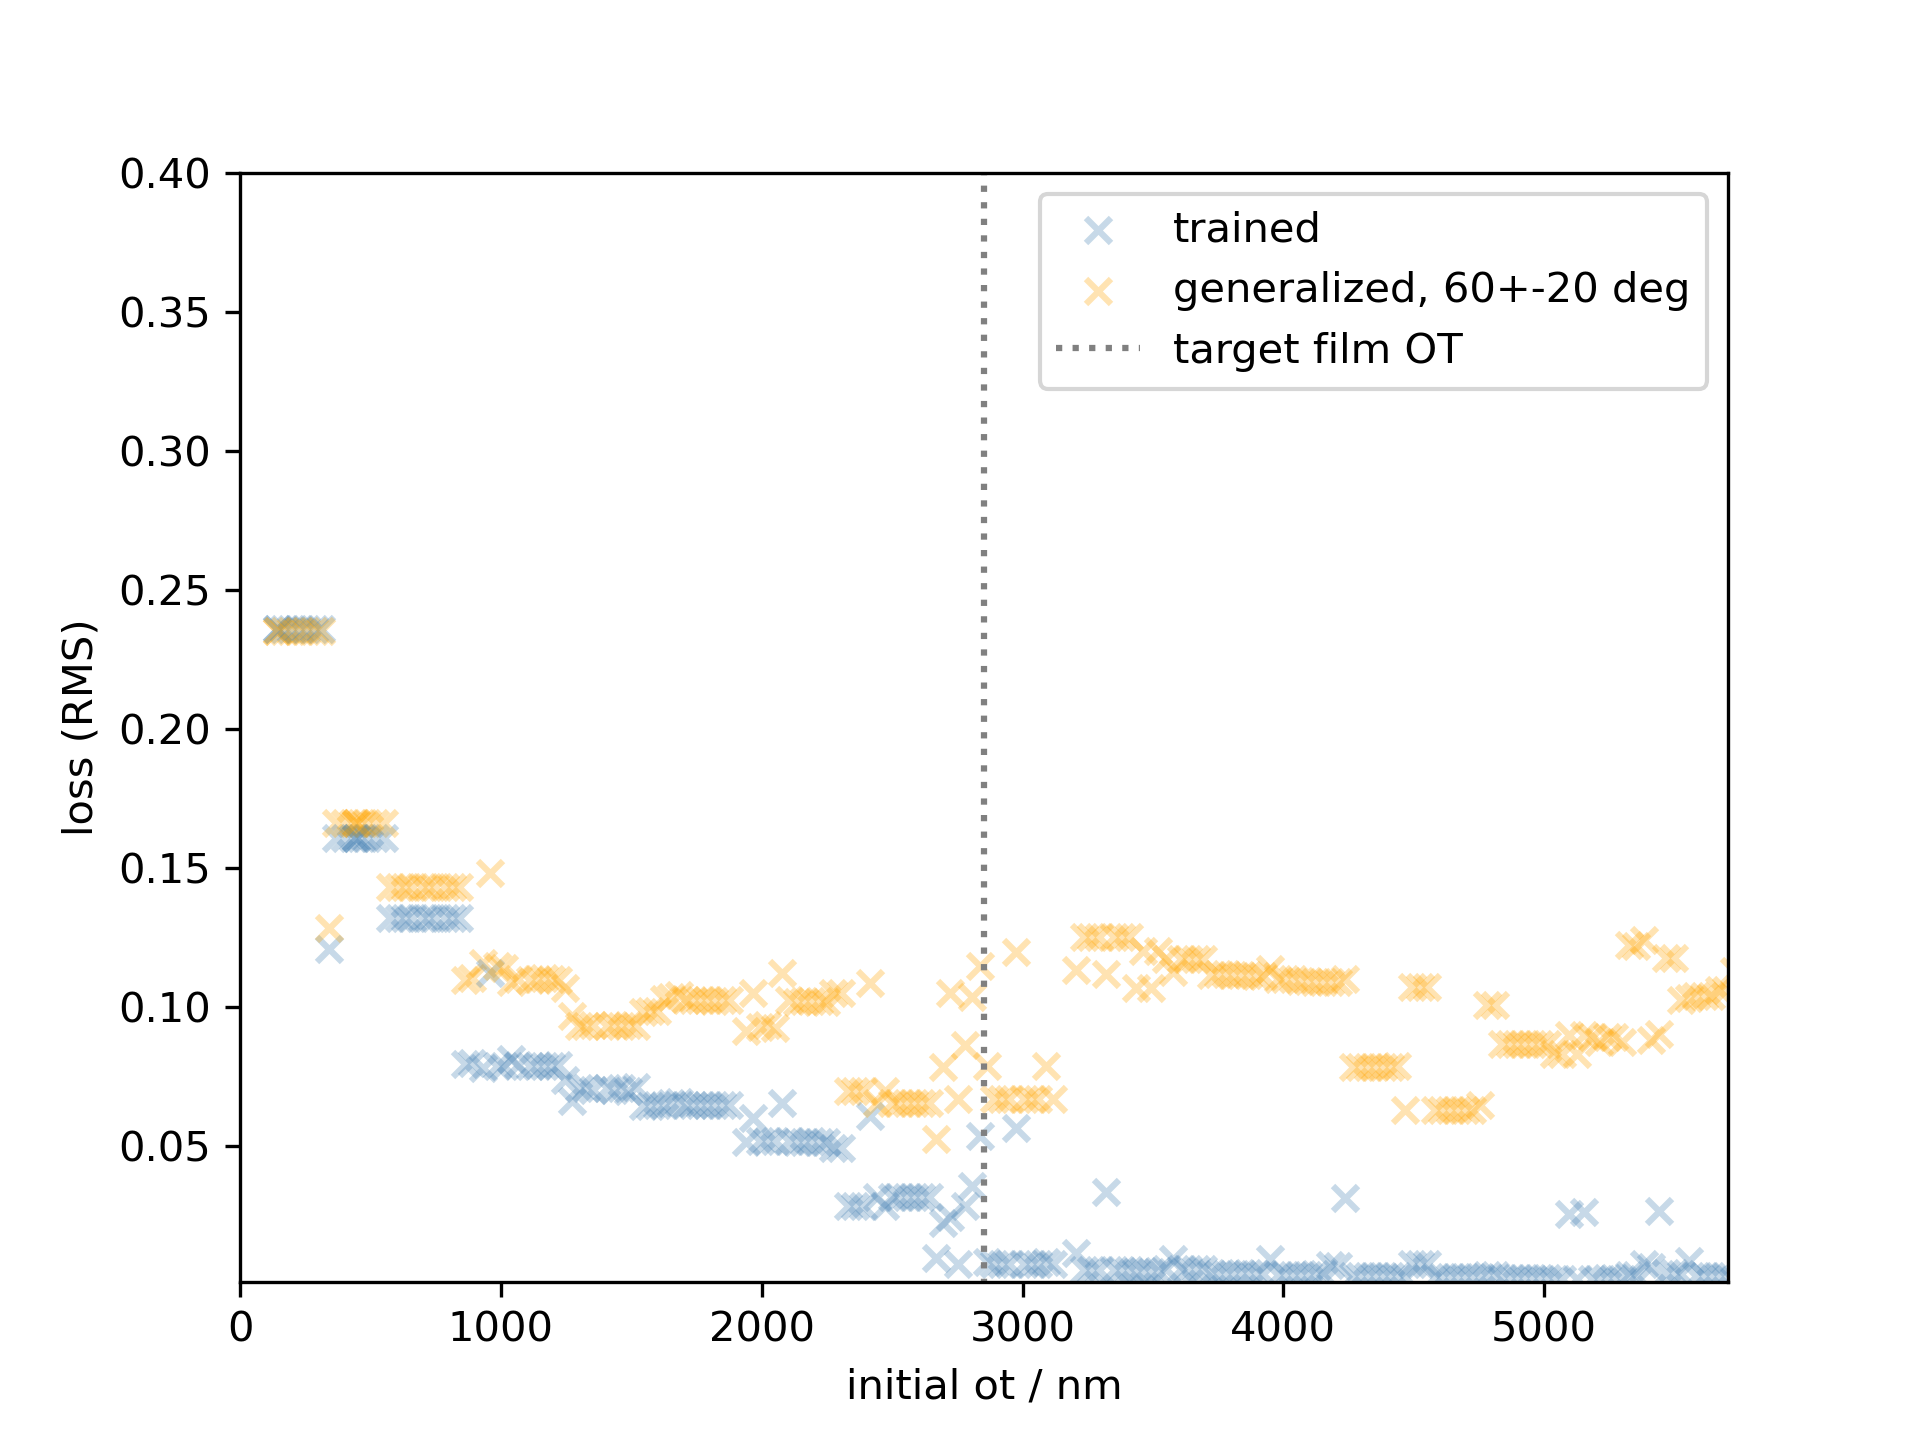 0.40
0.35
0.30
0.25
0.20
0.15
0.10
0.05
loss (RMS)
trained
generalized, 60+-20 deg
target film OT
0 1000 2000 3000 4000 5000
initial ot / nm